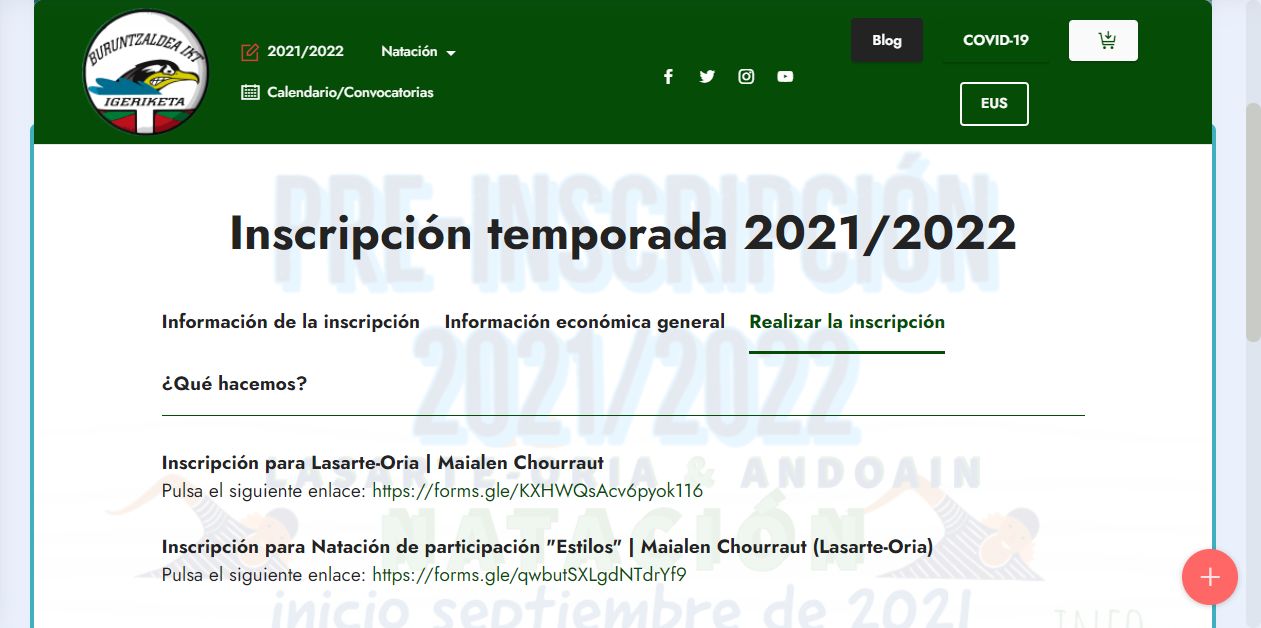 BURUNTZALDEA IKT
IGERIKETA
2021/2022
Natación
Calendario/Convocatorias
Blog
COVID-19
EUS
PRE-INSCRIPCIÓN
Inscripción temporada 2021/2022
Información de la inscripción
Información económica general
Realizar la inscripción
2021/2022
¿Qué hacemos?
LASARTE-ORIA & ANDOAIN
Inscripción para Lasarte-Oria | Maialen Chourraut
Pulsa el siguiente enlace: https://forms.gle/KXHWQsAcv6pyok116
NATACIÓN
Inscripción para Natación de participación "Estilos" | Maialen Chourraut (Lasarte-Oria)
Pulsa el siguiente enlace: https://forms.gle/qwbutSXLgdNTdrYf9
inicio septiembre de 2021
INFO